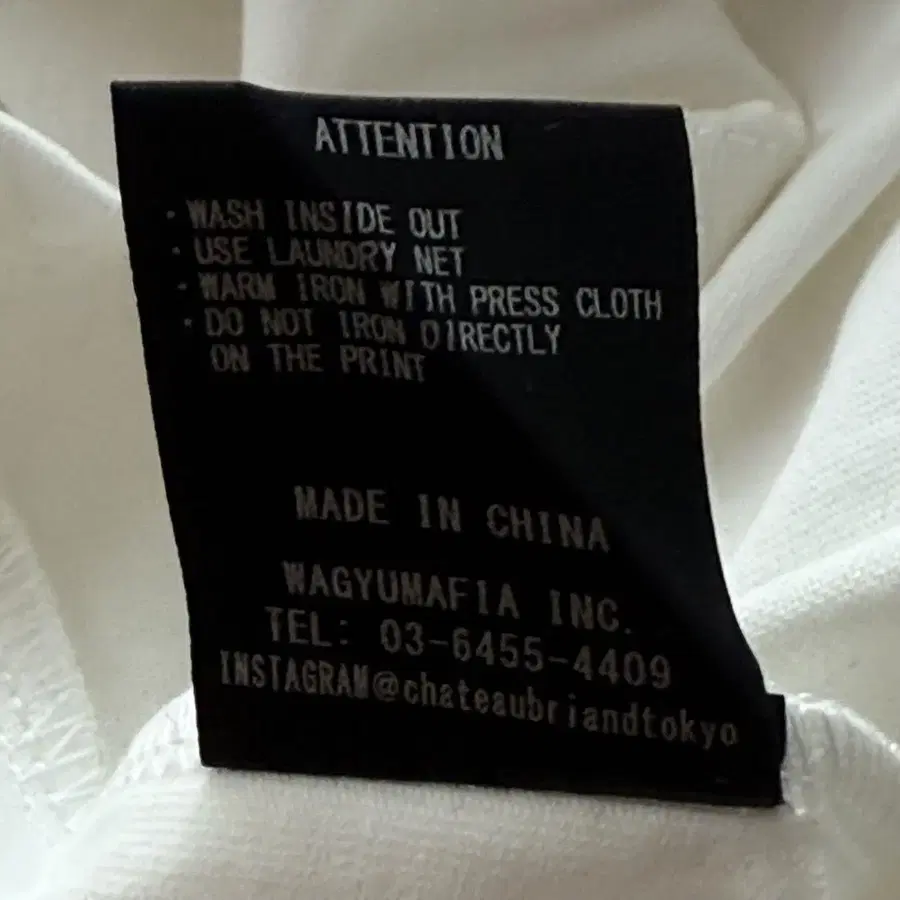 ATTENTION
・WASH INSIDE OUT
・USE LAUNDRY NET
・WARM IRON WITH PRESS CLOTH
・DO NOT IRON DIRECTLY
ON THE PRINT
MADE IN CHINA
WAGYUMAFIA INC.
TEL: 03-6455-4409
INSTAGRAM@chateaubriandtokyo